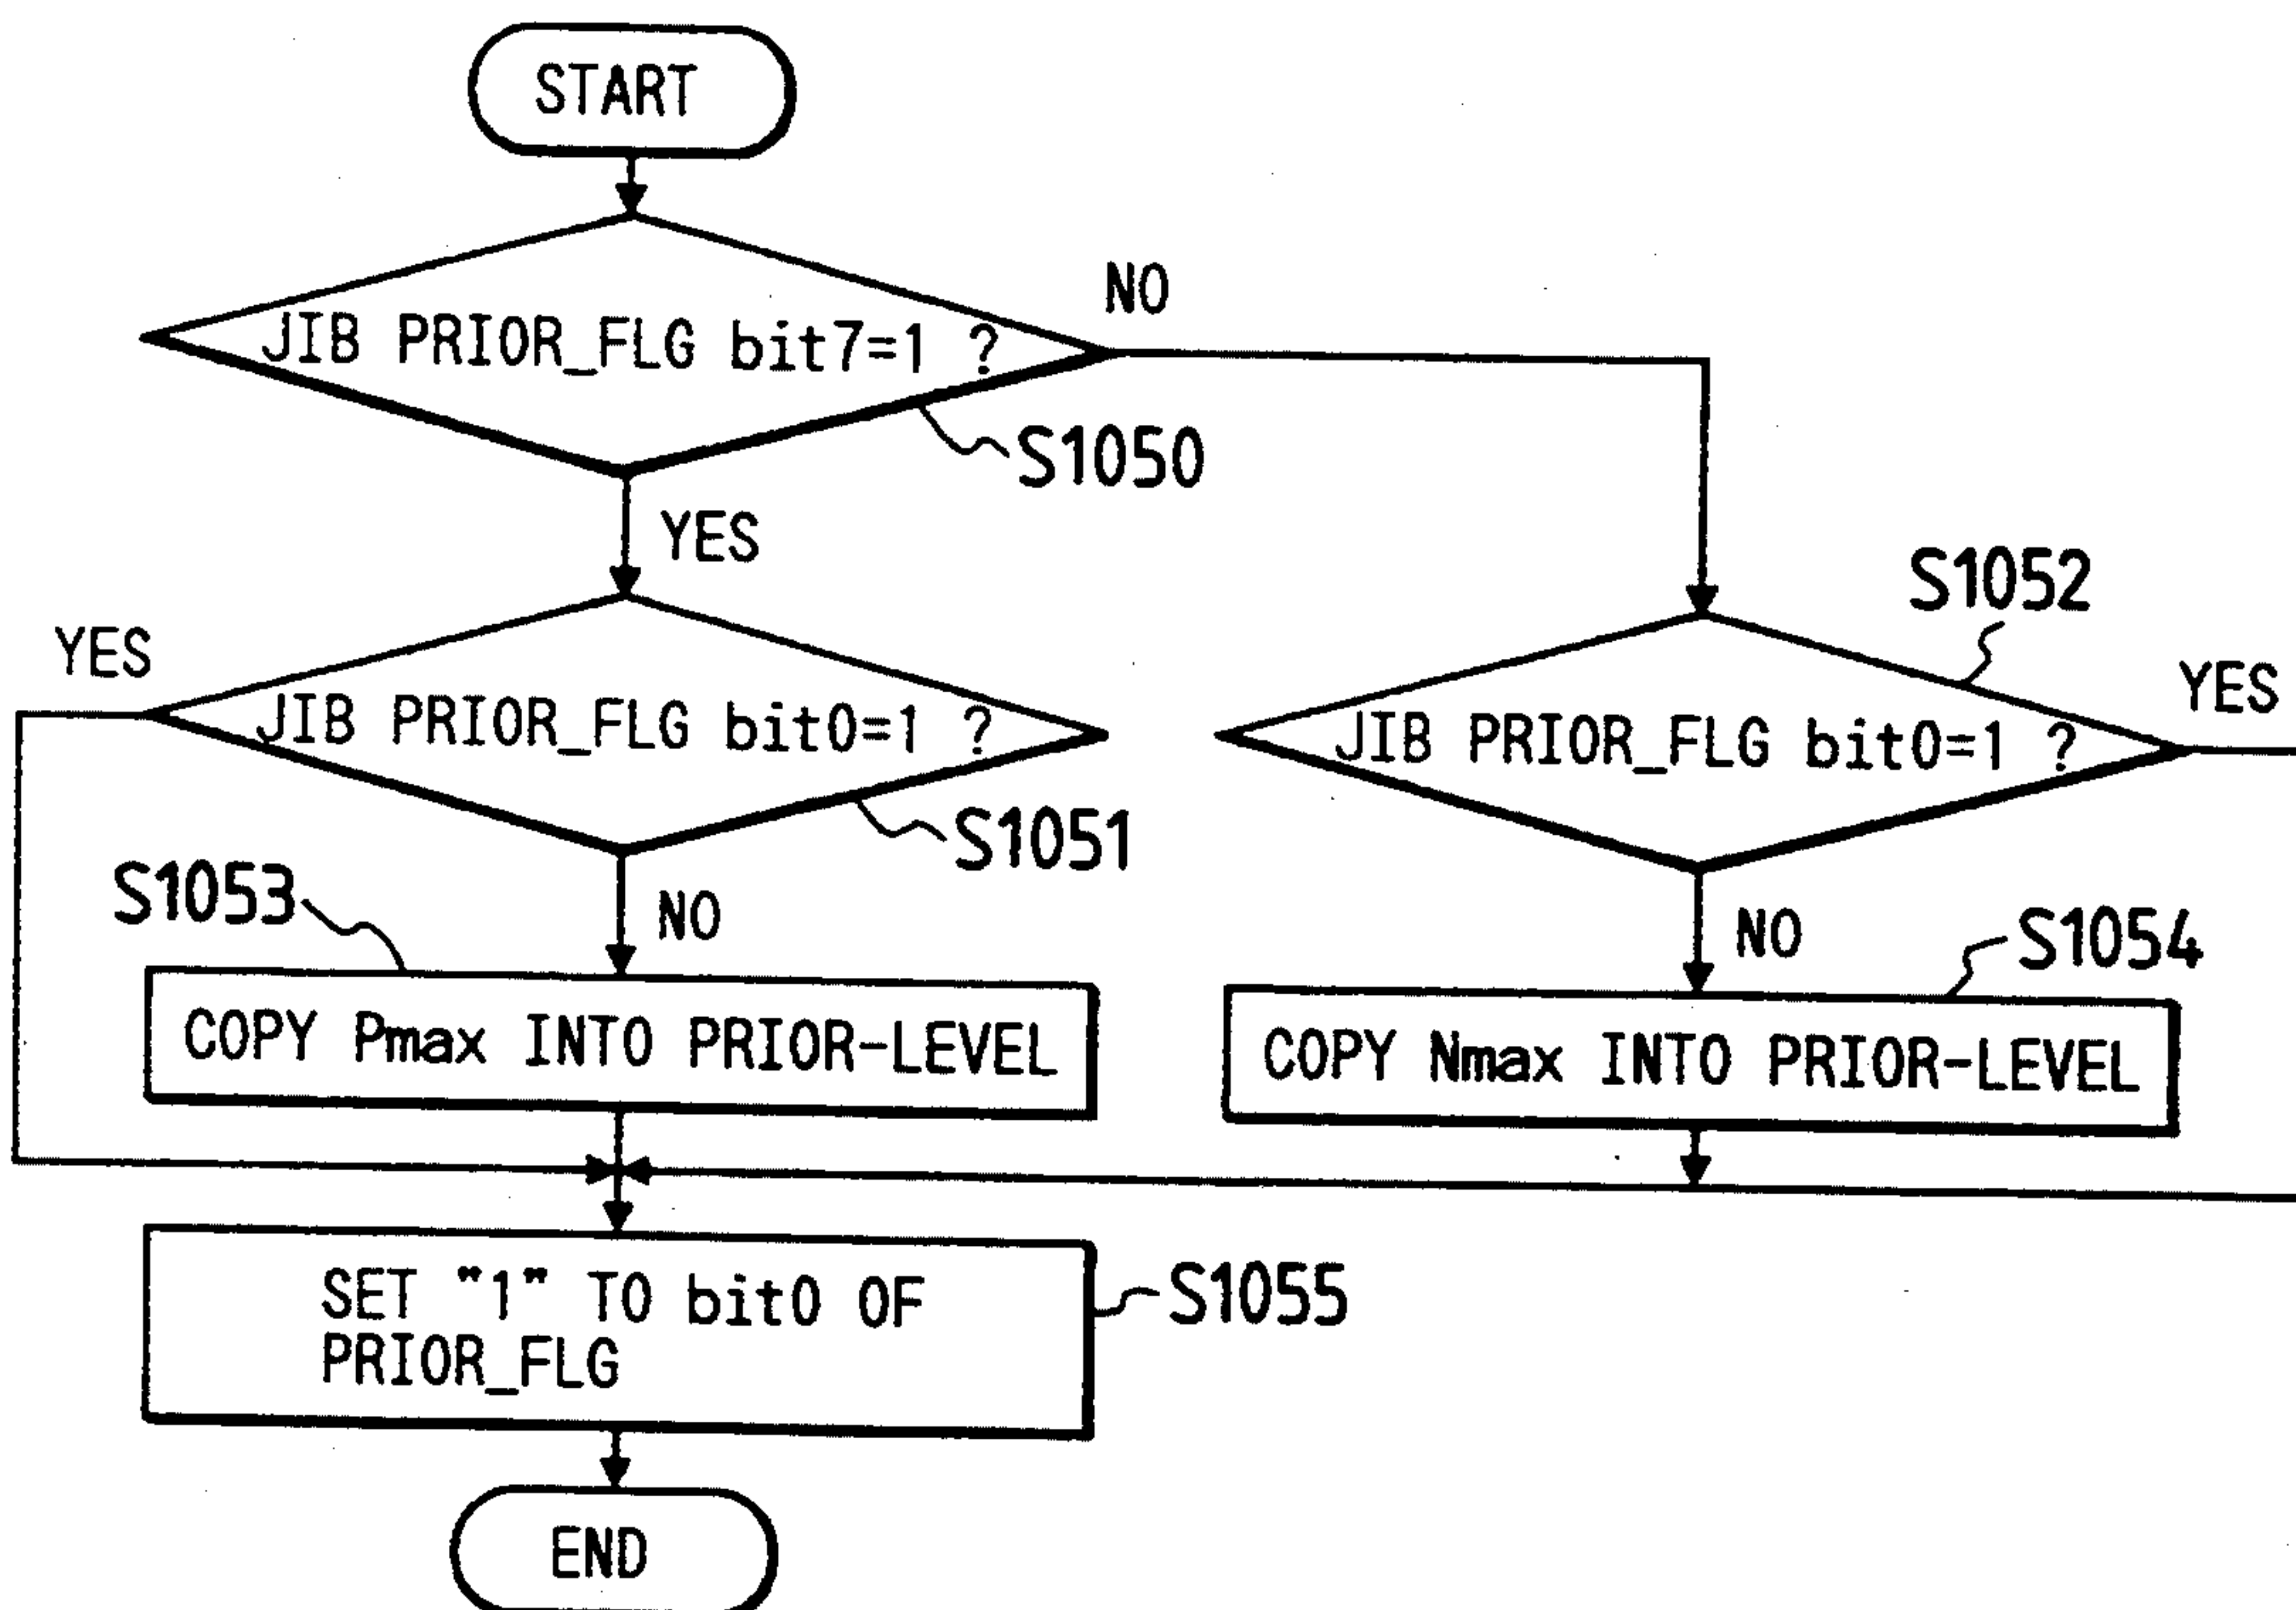 START
JIB PRIOR_FLG bit7=1 ?
NO
S1050
YES
S1052
YES
JIB PRIOR_FLG bit0=1 ?
YES
JIB PRIOR_FLG bit0=1 ?
S1051
S1053
NO
NO
S1054
COPY Pmax INTO PRIOR-LEVEL
COPY Nmax INTO PRIOR-LEVEL
SET "1" TO bit0 OF
PRIOR_FLG
S1055
END